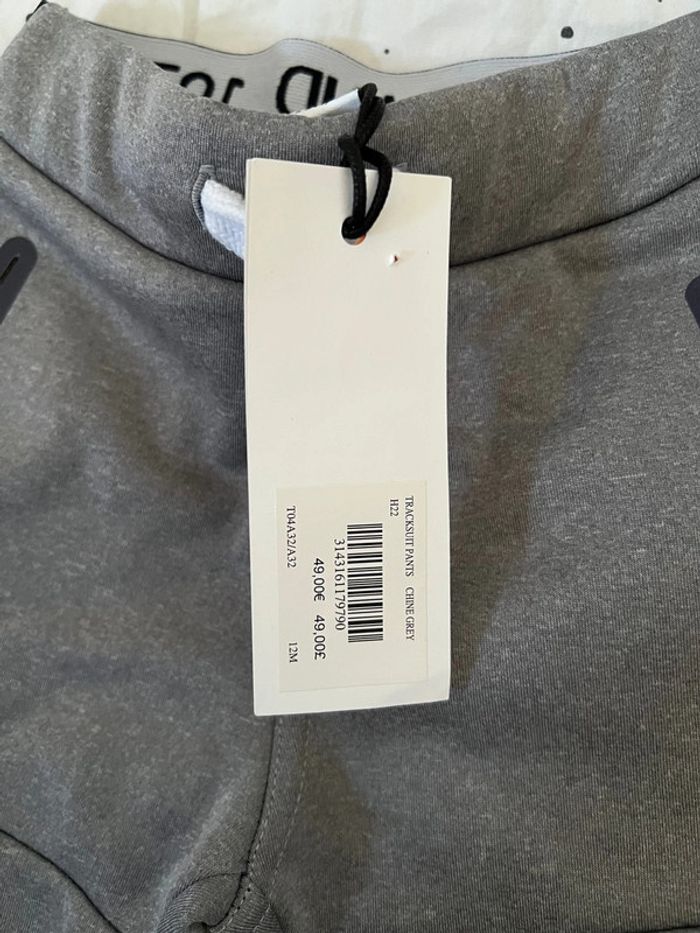 TRACKSUIT PANTS CHINE GREY
H22
3143161179790
49,00€ 49,00£
T04A32/A32 12M